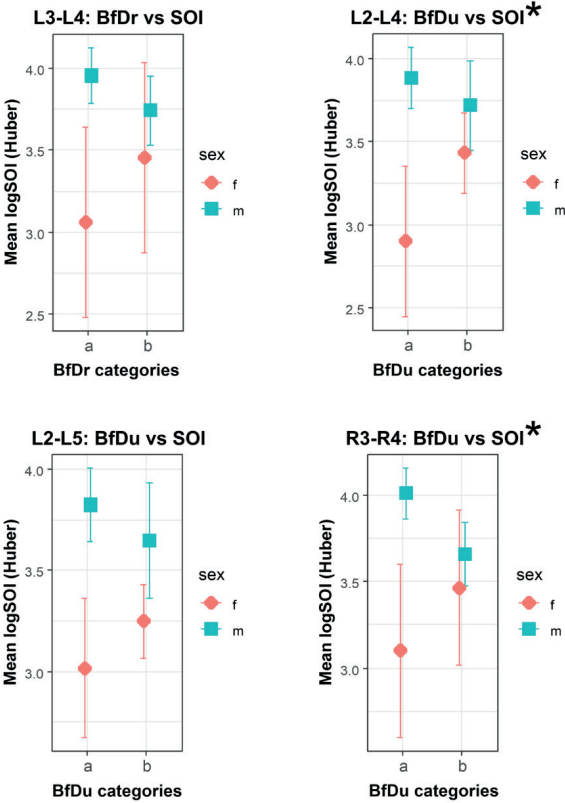 L3-L4: BfDr vs SOI
Mean logSOI (Huber)
4.0
3.5
3.0
2.5
a b
BfDr categories
sex
f
m
L2-L4: BfDu vs SOI*
Mean logSOI (Huber)
4.0
3.5
3.0
2.5
a b
BfDu categories
sex
f
m
L2-L5: BfDu vs SOI
Mean logSOI (Huber)
4.0
3.5
3.0
a b
BfDu categories
sex
f
m
R3-R4: BfDu vs SOI*
Mean logSOI (Huber)
4.0
3.5
3.0
a b
BfDu categories
sex
f
m